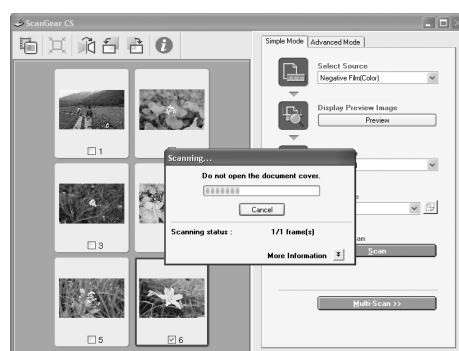 ScanGear CS
Simple Mode
Advanced Mode
Select Source
Negative Film(Color)
Display Preview Image
Preview
1
Scanning...
Do not open the document cover.
Cancel
Scanning status :
1/1 frame(s)
More Information
3
Scan
Multi-Scan >>
5
6